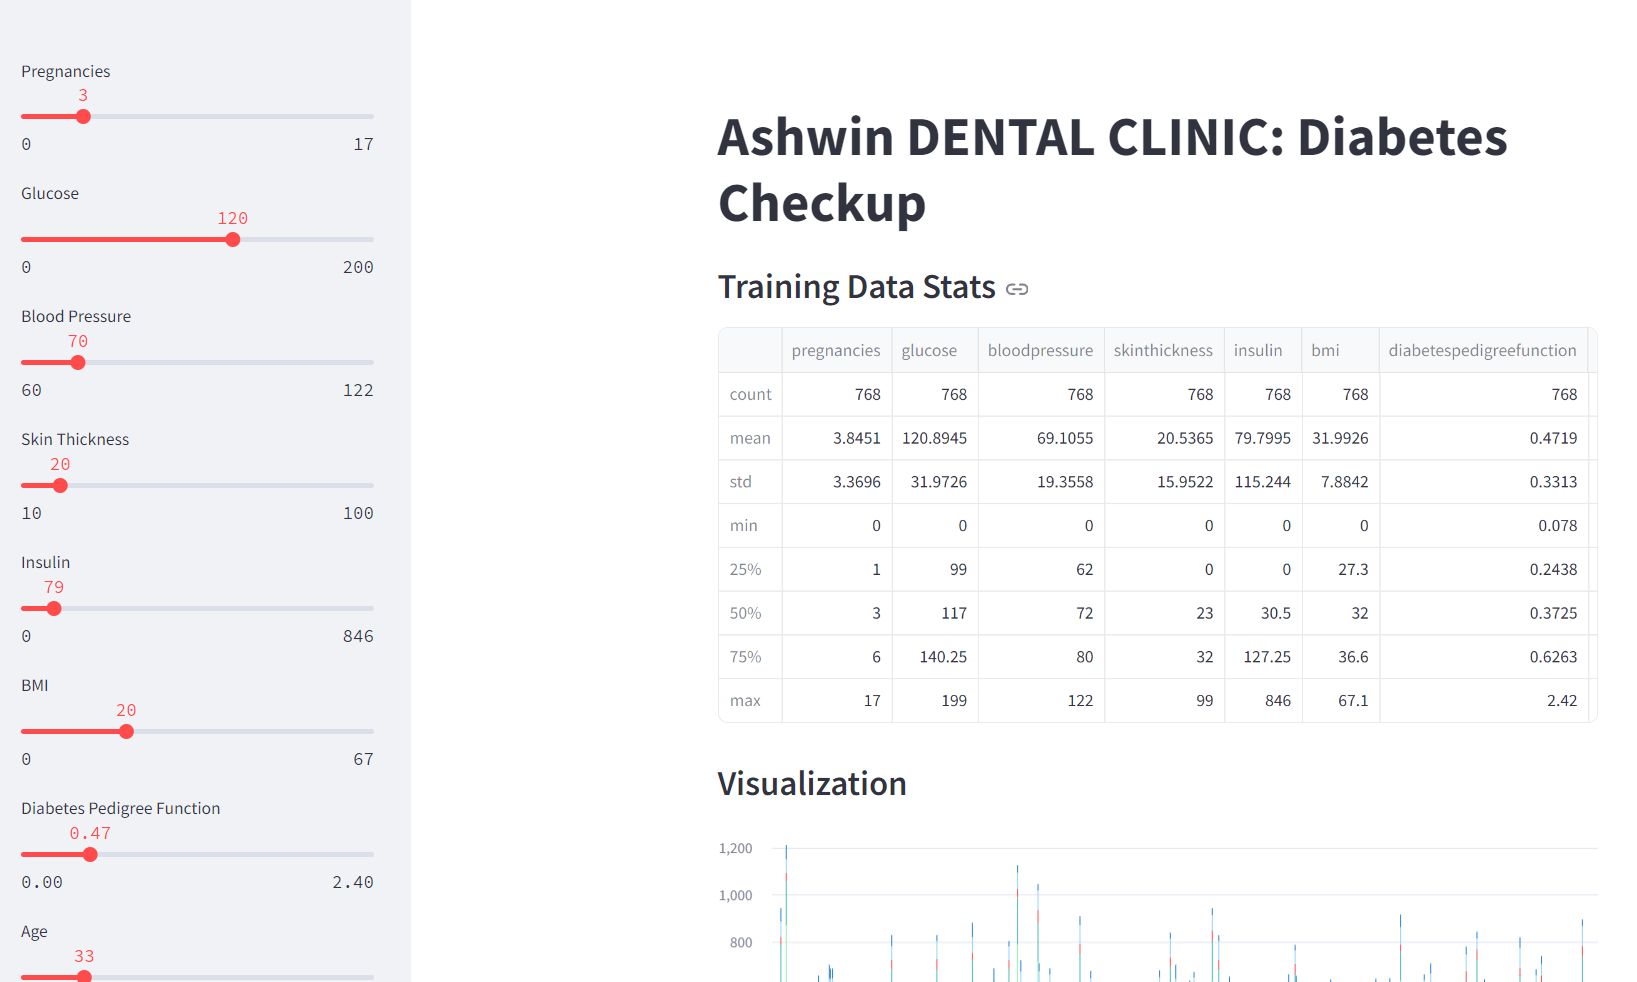 Pregnancies
3
0 17
Glucose
120
0 200
Blood Pressure
70
60 122
Skin Thickness
20
10 100
Insulin
79
0 846
BMI
20
0 67
Diabetes Pedigree Function
0.47
0.00 2.40
Age
33
Ashwin DENTAL CLINIC: Diabetes
Checkup
Training Data Stats
pregnancies glucose bloodpressure skinthickness insulin bmi diabetespedigreefunction
count 768 768 768 768 768 768 768
mean 3.8451 120.8945 69.1055 20.5365 79.7995 31.9926 0.4719
std 3.3696 31.9726 19.3558 15.9522 115.244 7.8842 0.3313
min 0 0 0 0 0 0 0.078
25% 1 99 62 0 0 27.3 0.2438
50% 3 117 72 23 30.5 32 0.3725
75% 6 140.25 80 32 127.25 36.6 0.6263
max 17 199 122 99 846 67.1 2.42
Visualization
1,200
1,000
800